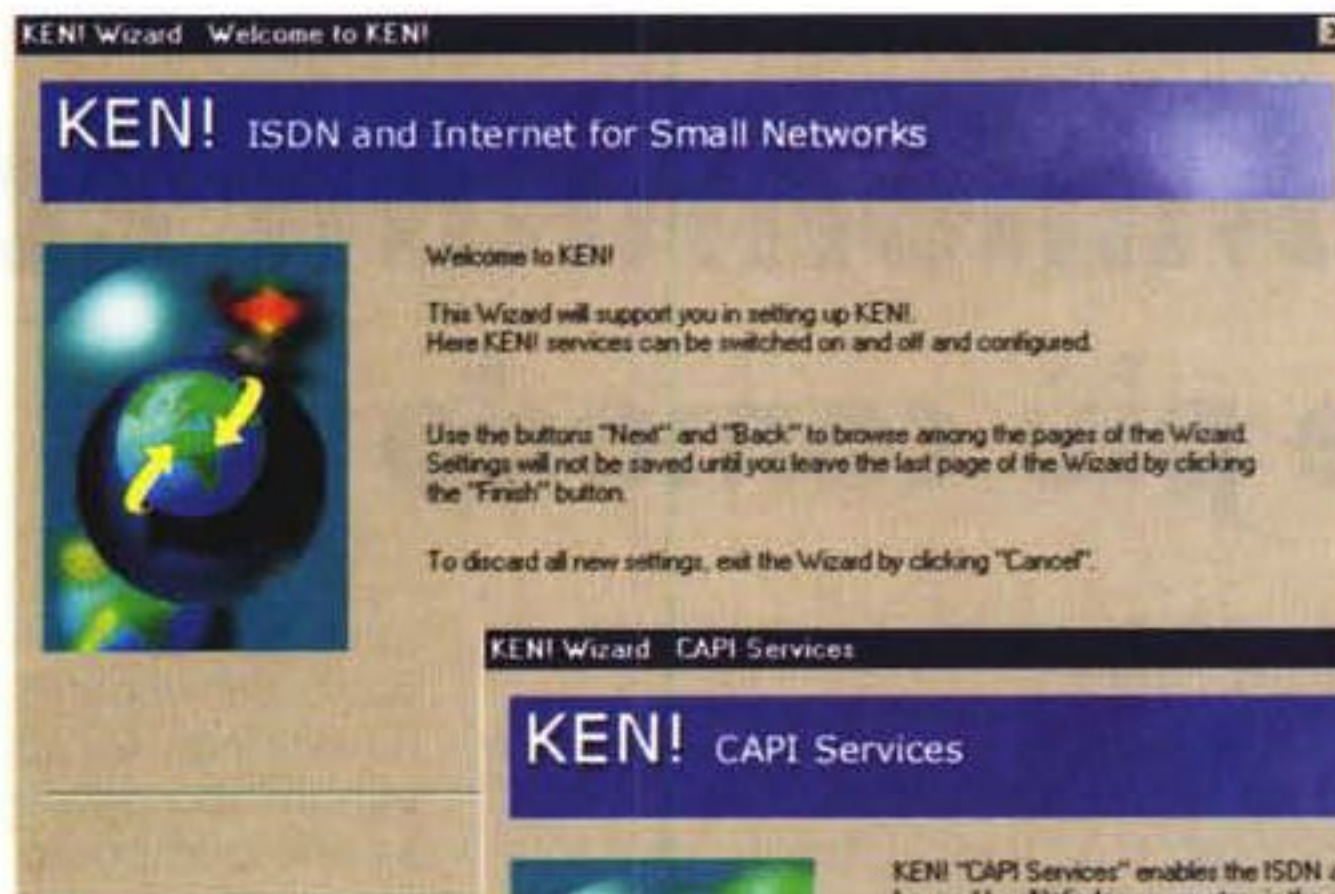 KEN! Wizard Welcome to KEN!
KEN! ISDN and Internet for Small Networks
Welcome to KEN!
This Wizard will support you in setting up KEN!.
Here KEN! services can be switched on and off and configured.
Use the buttons "Next" and "Back" to browse among the pages of the Wizard.
Settings will not be saved until you leave the last page of the Wizard by clicking
the "Finish" button.
To discard all new settings, exit the Wizard by clicking "Cancel".
KEN! Wizard CAPI Services
KEN! CAPI Services
KEN! "CAPI Services" enables the ISDN